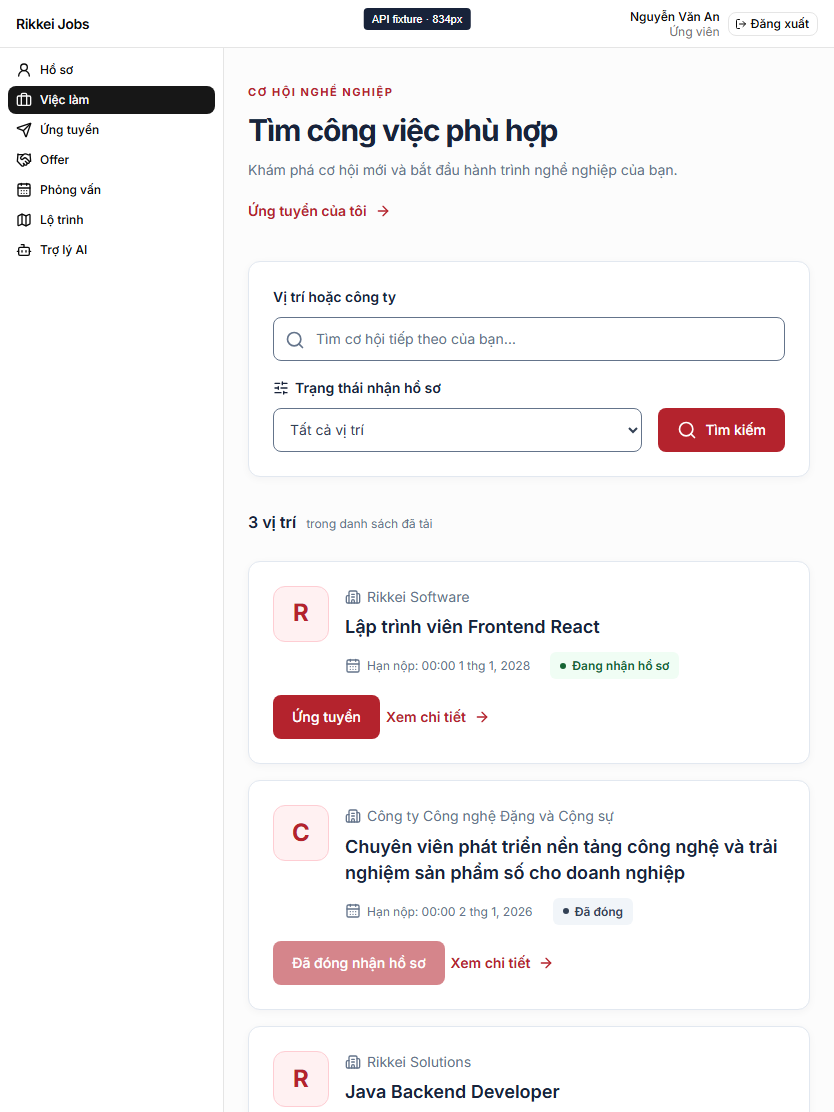 Rikkei Jobs
API fixture · 834px
Nguyễn Văn An
Ứng viên
Đăng xuất
Hồ sơ
Việc làm
Ứng tuyển
Offer
Phỏng vấn
Lộ trình
Trợ lý AI
CƠ HỘI NGHỀ NGHIỆP
Tìm công việc phù hợp
Khám phá cơ hội mới và bắt đầu hành trình nghề nghiệp của bạn.
Ứng tuyển của tôi
Vị trí hoặc công ty
Tìm cơ hội tiếp theo của bạn...
Trạng thái nhận hồ sơ
Tất cả vị trí
Tìm kiếm
3 vị trí trong danh sách đã tải
R
Rikkei Software
Lập trình viên Frontend React
Hạn nộp: 00:00 1 thg 1, 2028
Đang nhận hồ sơ
Ứng tuyển
Xem chi tiết
C
Công ty Công nghệ Đặng và Cộng sự
Chuyên viên phát triển nền tảng công nghệ và trải
nghiệm sản phẩm số cho doanh nghiệp
Hạn nộp: 00:00 2 thg 1, 2026
Đã đóng
Đã đóng nhận hồ sơ
Xem chi tiết
R
Rikkei Solutions
Java Backend Developer